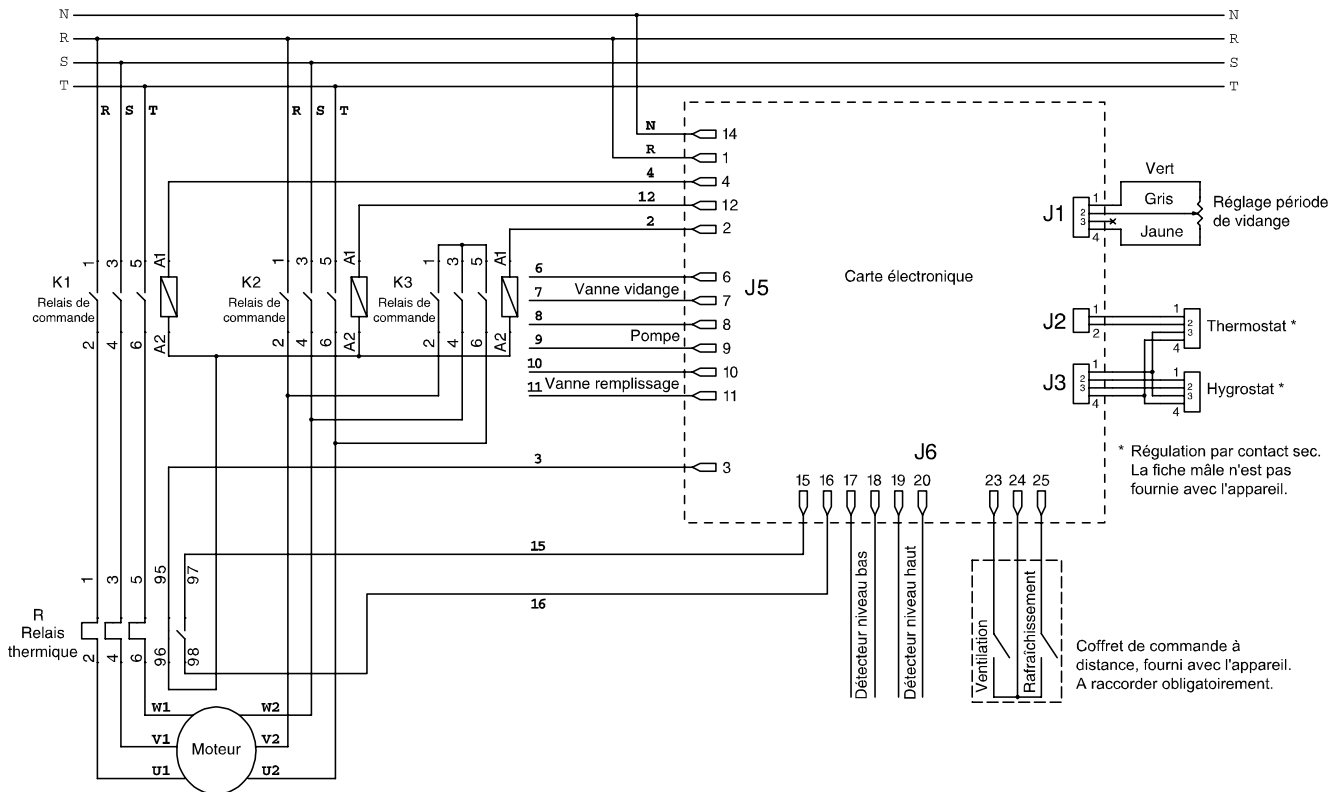 N N
R R
S S
T T
R S T R S T
N 14
R 1
4 4
12 12
2 2
6 6
Vanne vidange
7 7
8 8
Pompe
9 9
10 10
Vanne remplissage
11 11
3 3
J5
Carte électronique
J1
1
2
3
4
Vert
Gris
Jaune
Réglage période
de vidange
J2
1
2
1
2
3
4
Thermostat *
J3
1
2
3
4
1
2
3
4
Hygrostat *
* Régulation par contact sec.
La fiche mâle n'est pas
fournie avec l'appareil.
K1
Relais de
commande
1 3 5 A1
2 4 6 A2
K2
Relais de
commande
1 3 5 A1
2 4 6 A2
K3
Relais de
commande
1 3 5 A1
2 4 6 A2
J6
15 16 17 18 19 20 23 24 25
15
16
Détecteur niveau bas
Détecteur niveau haut
Ventilation
Rafraîchissement
Coffret de commande à
distance, fourni avec l'appareil.
A raccorder obligatoirement.
R
Relais
thermique
1 3 5 95 97
2 4 6 96 98
W1 W2
V1 Moteur V2
U1 U2